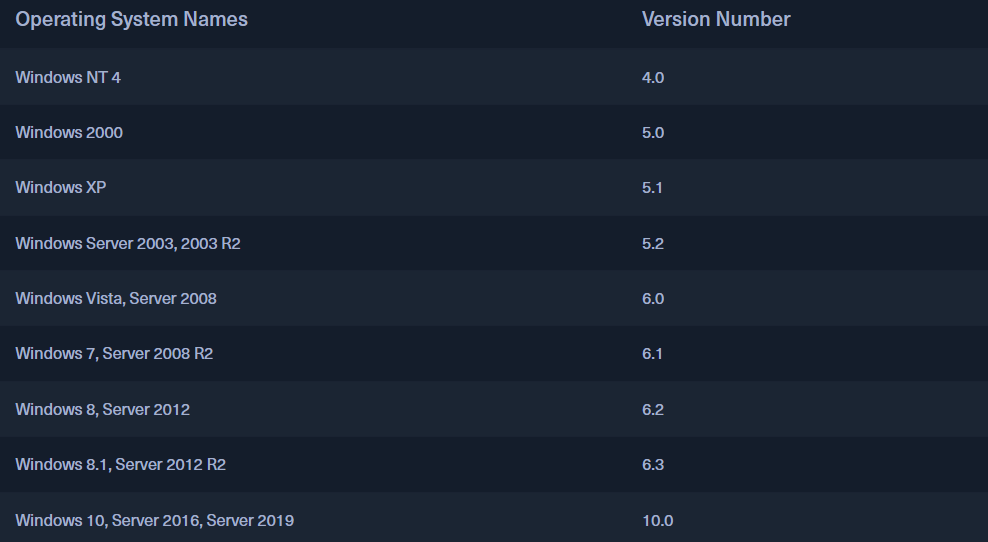 Operating System Names Version Number
Windows NT 4 4.0
Windows 2000 5.0
Windows XP 5.1
Windows Server 2003, 2003 R2 5.2
Windows Vista, Server 2008 6.0
Windows 7, Server 2008 R2 6.1
Windows 8, Server 2012 6.2
Windows 8.1, Server 2012 R2 6.3
Windows 10, Server 2016, Server 2019 10.0